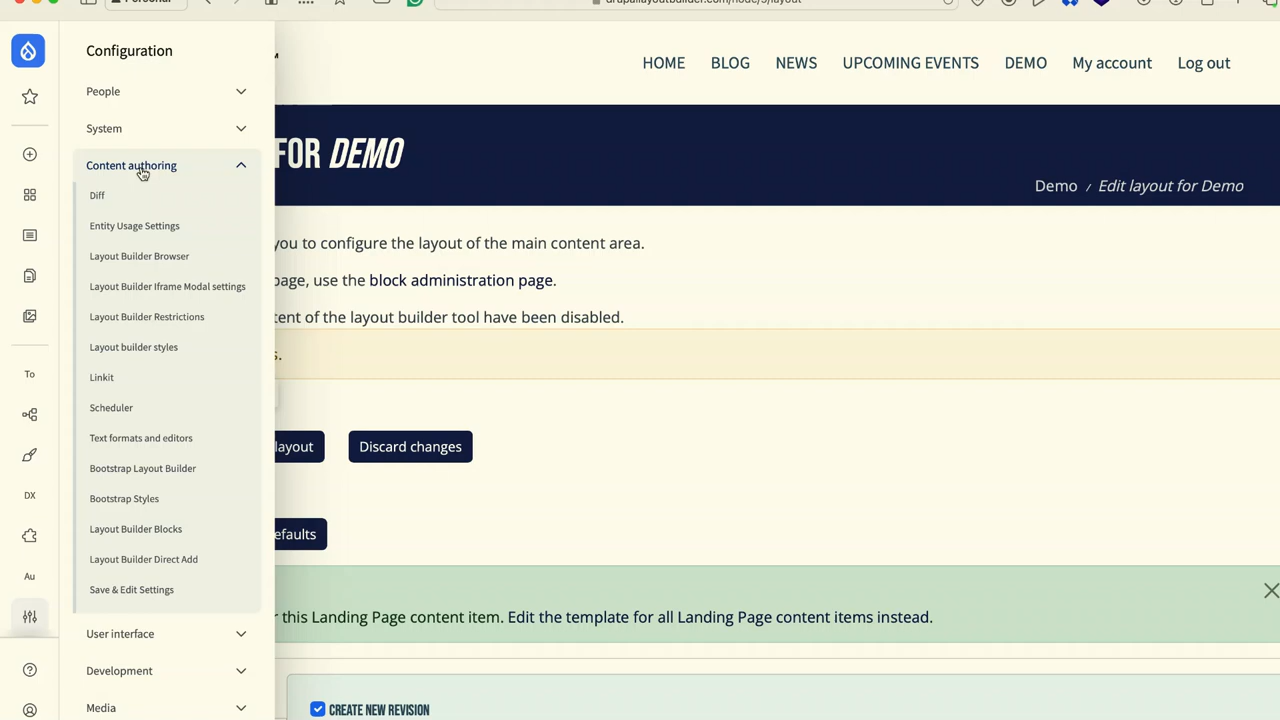 Personal
drupallayoutbuilder.com/node/5/layout
Configuration
People
System
Content authoring
Diff
Entity Usage Settings
Layout Builder Browser
Layout Builder Iframe Modal settings
Layout Builder Restrictions
Layout builder styles
Linkit
Scheduler
Text formats and editors
Bootstrap Layout Builder
Bootstrap Styles
Layout Builder Blocks
Layout Builder Direct Add
Save & Edit Settings
User interface
Development
Media
To
DX
Au
HOME BLOG NEWS UPCOMING EVENTS DEMO My account Log out
FOR DEMO
Demo / Edit layout for Demo
you to configure the layout of the main content area.
page, use the block administration page.
tent of the layout builder tool have been disabled.
s.
layout Discard changes
efaults
r this Landing Page content item. Edit the template for all Landing Page content items instead.
CREATE NEW REVISION